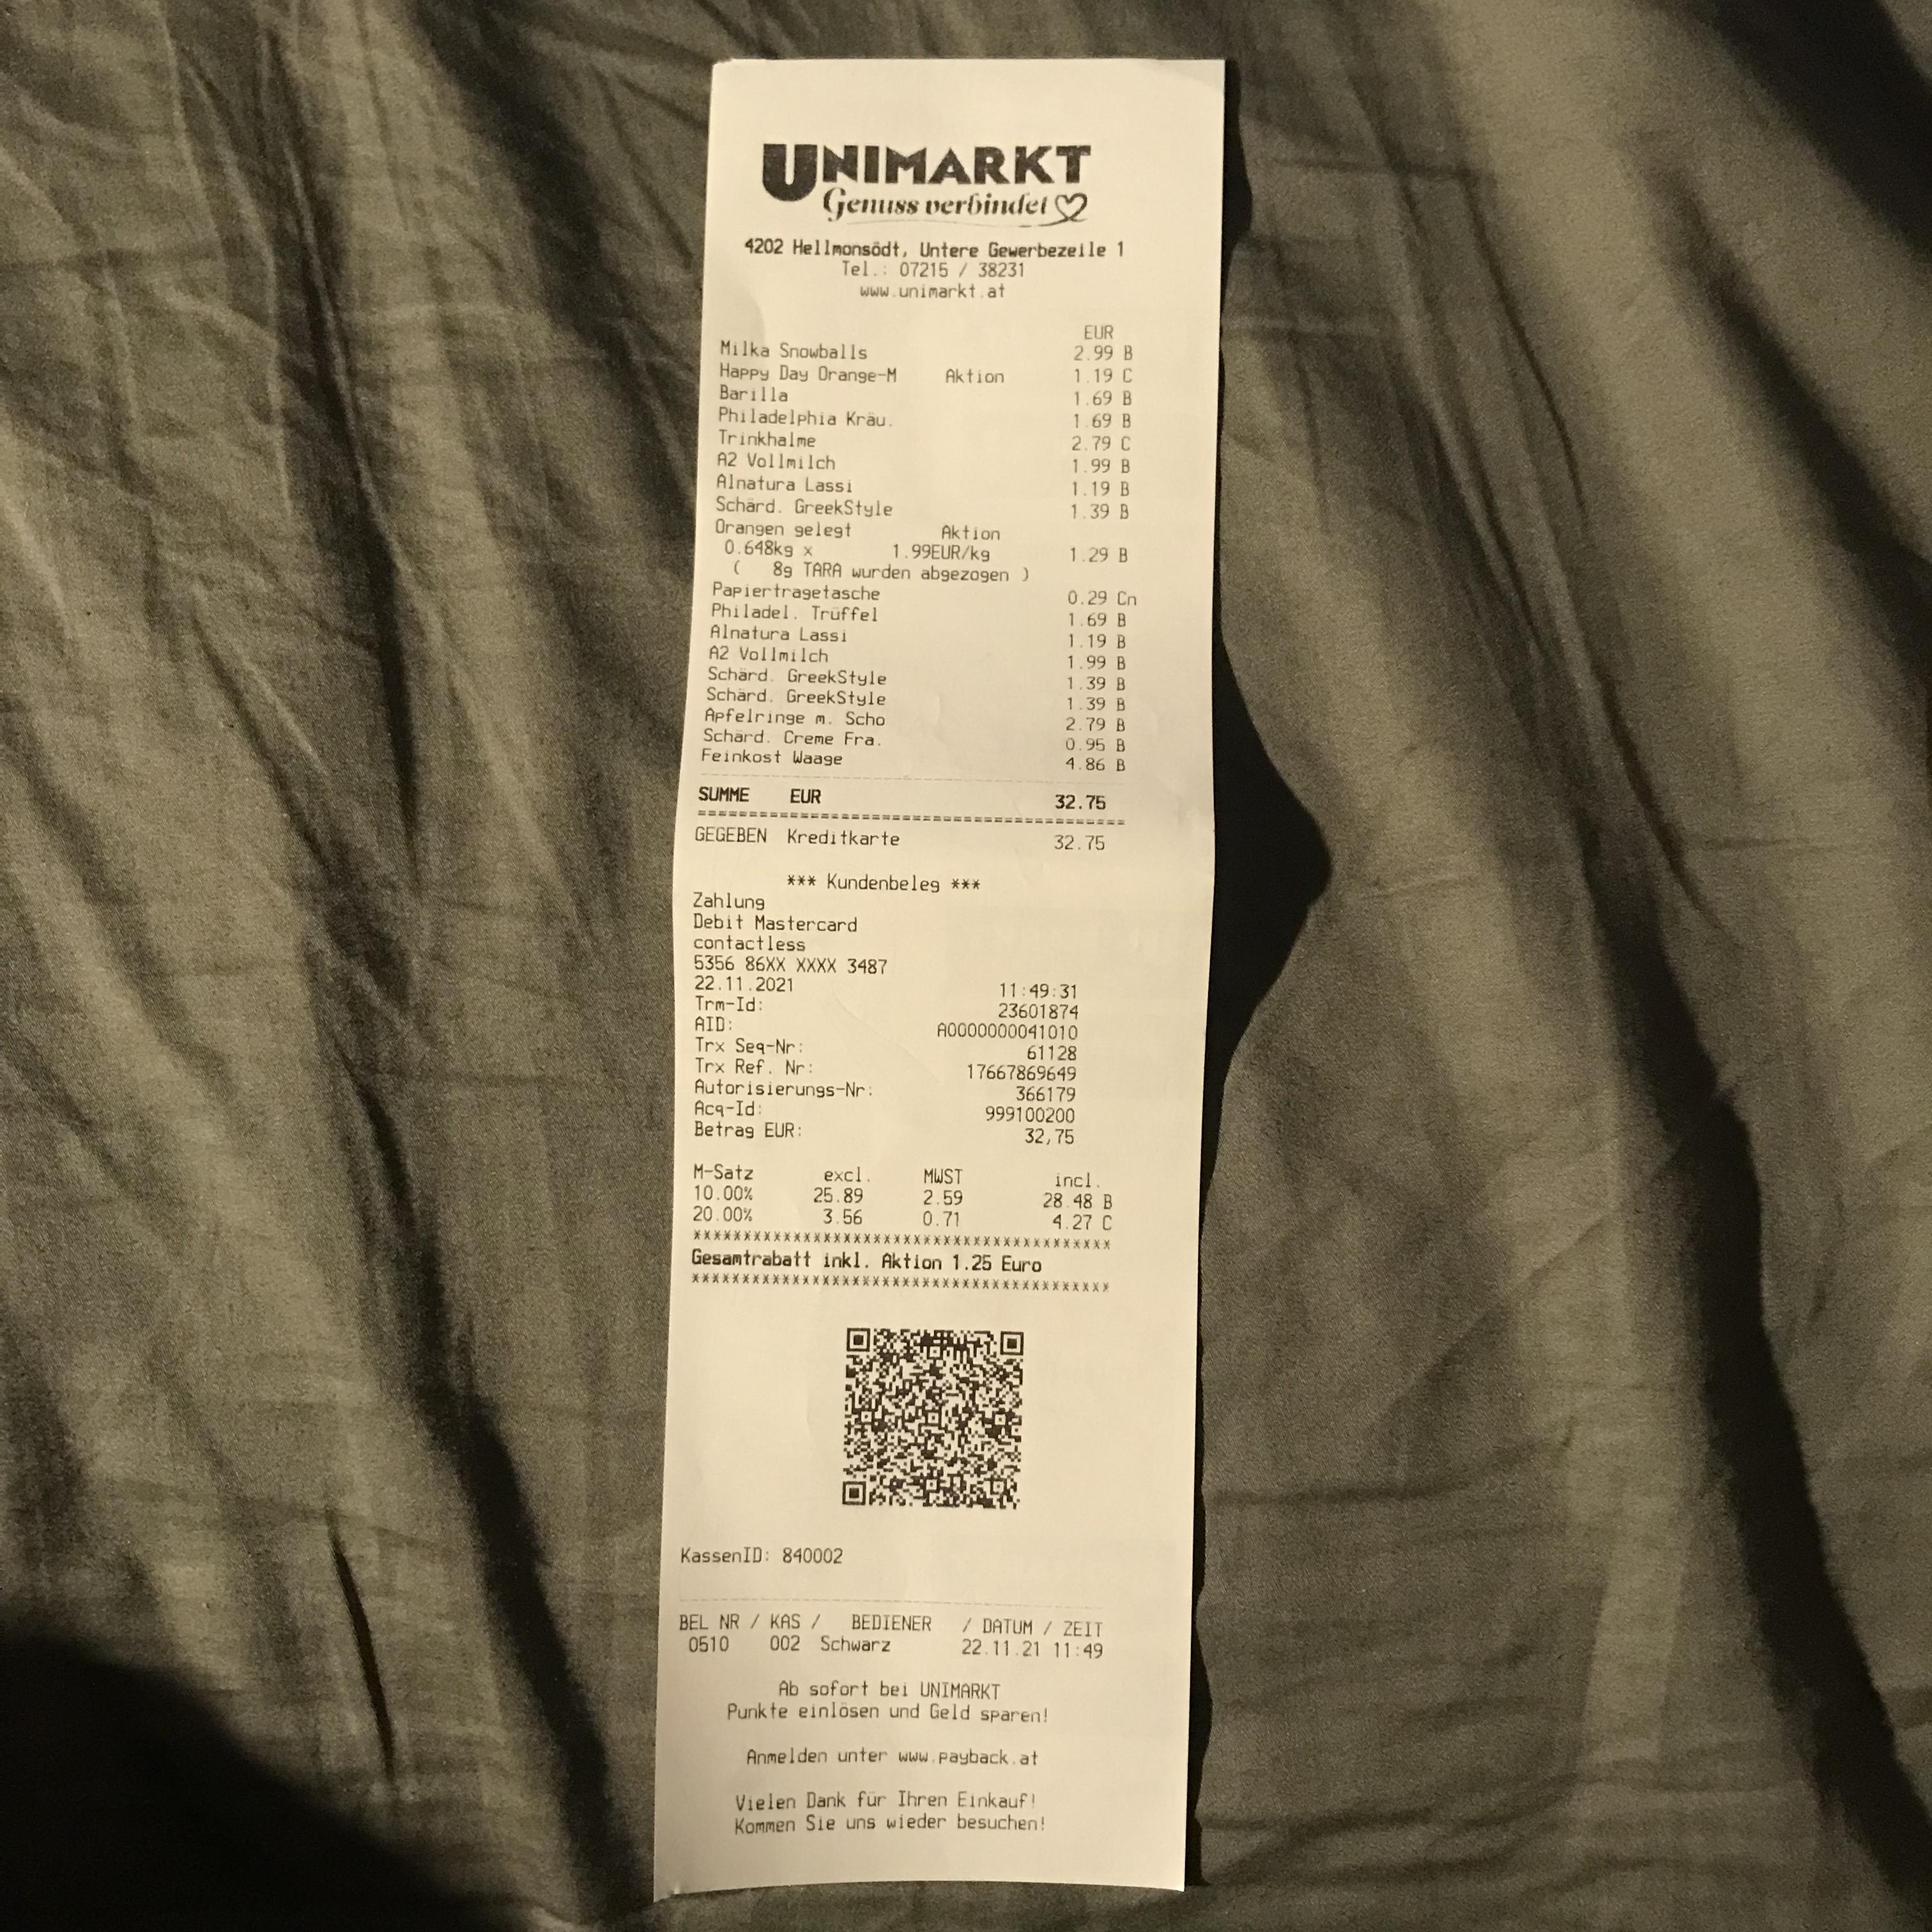 UNIMARKT
Genuss verbindet
4202 Hellmonsödt, Untere Gewerbezeile 1
Tel.: 07215 / 38231
www.unimarkt.at
EUR
Milka Snowballs 2.99 B
Happy Day Orange-M Aktion 1.19 C
Barilla 1.69 B
Philadelphia Kräu. 1.69 B
Trinkhalme 2.79 C
A2 Vollmilch 1.99 B
Alnatura Lassi 1.19 B
Schärd. GreekStyle 1.39 B
Orangen gelegt Aktion
0.648kg x 1.99EUR/kg 1.29 B
( 8g TARA wurden abgezogen )
Papiertragetasche 0.29 Cn
Philadel. Trüffel 1.69 B
Alnatura Lassi 1.19 B
A2 Vollmilch 1.99 B
Schärd. GreekStyle 1.39 B
Schärd. GreekStyle 1.39 B
Apfelringe m. Scho 2.79 B
Schärd. Creme Fra. 0.95 B
Feinkost Waage 4.86 B
SUMME EUR 32.75
==========================================
GEGEBEN Kreditkarte 32.75
*** Kundenbeleg ***
Zahlung
Debit Mastercard
contactless
5356 86XX XXXX 3487
22.11.2021 11:49:31
Trm-Id: 23601874
AID: A0000000041010
Trx Seq-Nr: 61128
Trx Ref. Nr: 17667869649
Autorisierungs-Nr: 366179
Acq-Id: 999100200
Betrag EUR: 32,75
M-Satz excl. MWST incl.
10.00% 25.89 2.59 28.48 B
20.00% 3.56 0.71 4.27 C
******************************************
Gesamtrabatt inkl. Aktion 1.25 Euro
******************************************
KassenID: 840002
BEL NR / KAS / BEDIENER / DATUM / ZEIT
0510 002 Schwarz 22.11.21 11:49
Ab sofort bei UNIMARKT
Punkte einlösen und Geld sparen!
Anmelden unter www.payback.at
Vielen Dank für Ihren Einkauf!
Kommen Sie uns wieder besuchen!